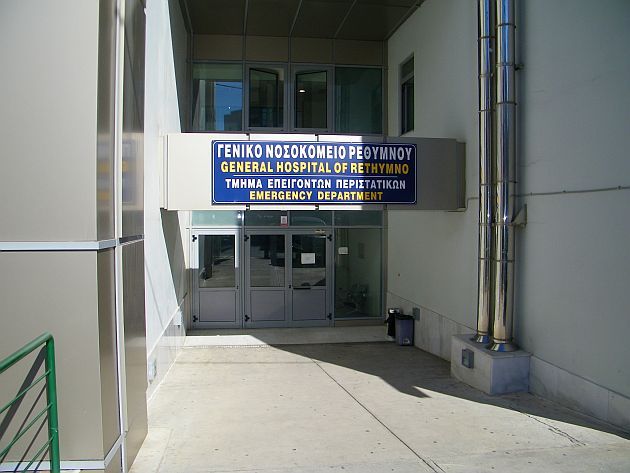 ΓΕΝΙΚΟ ΝΟΣΟΚΟΜΕΙΟ ΡΕΘΥΜΝΟΥ
GENERAL HOSPITAL OF RETHYMNO
ΤΜΗΜΑ ΕΠΕΙΓΟΝΤΩΝ ΠΕΡΙΣΤΑΤΙΚΩΝ
EMERGENCY DEPARTMENT